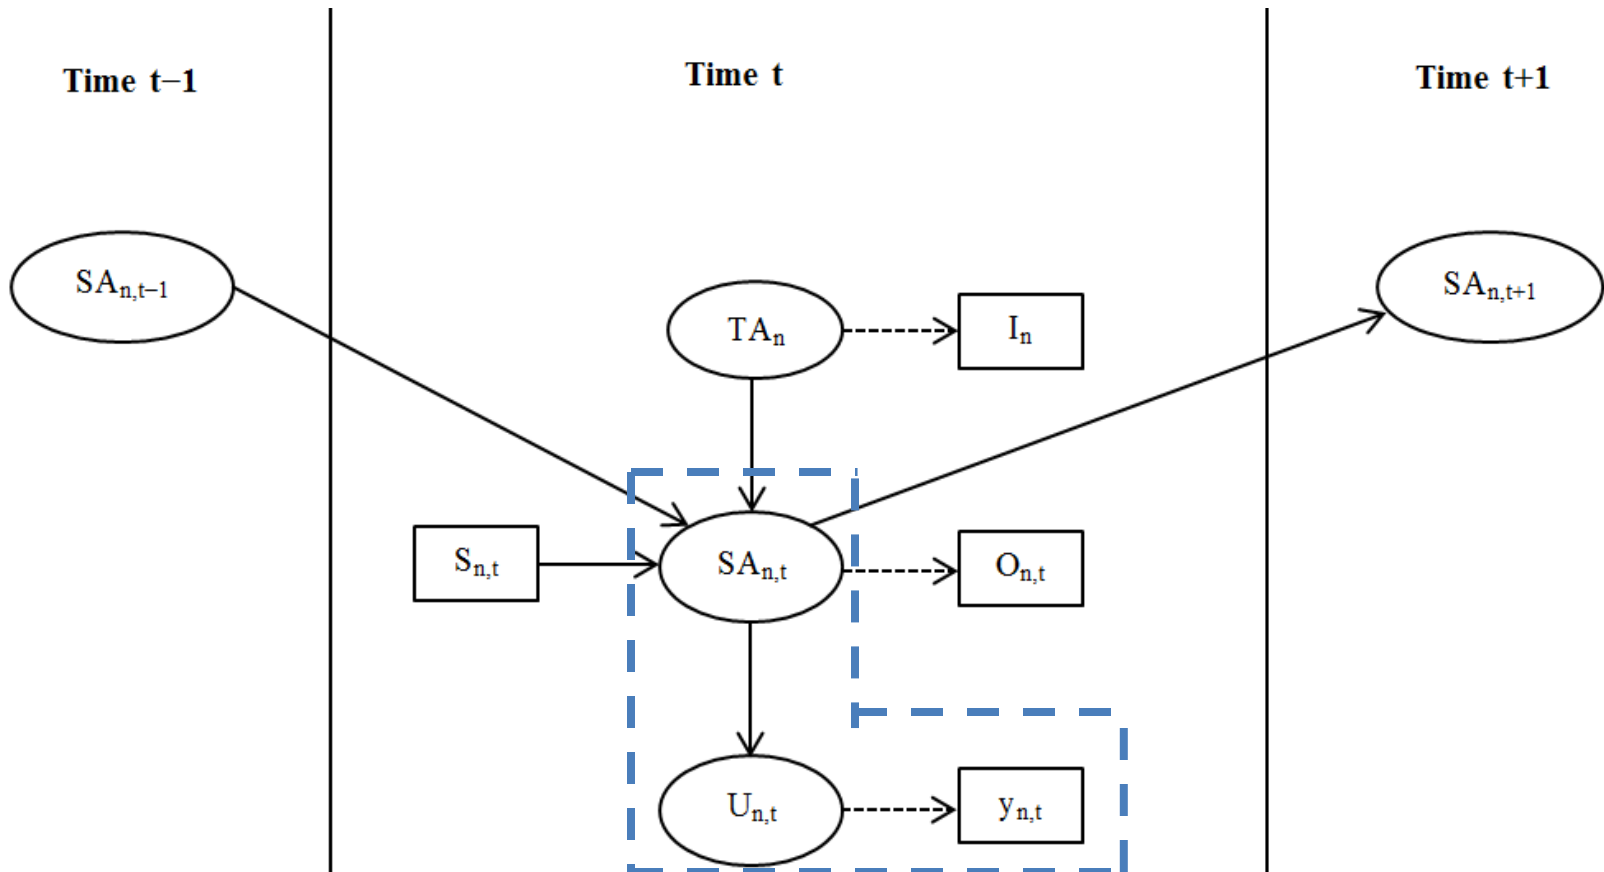 Time t−1
Time t
Time t+1
SAn,t−1
SAn,t+1
TAn
In
Sn,t
SAn,t
On,t
Un,t
yn,t